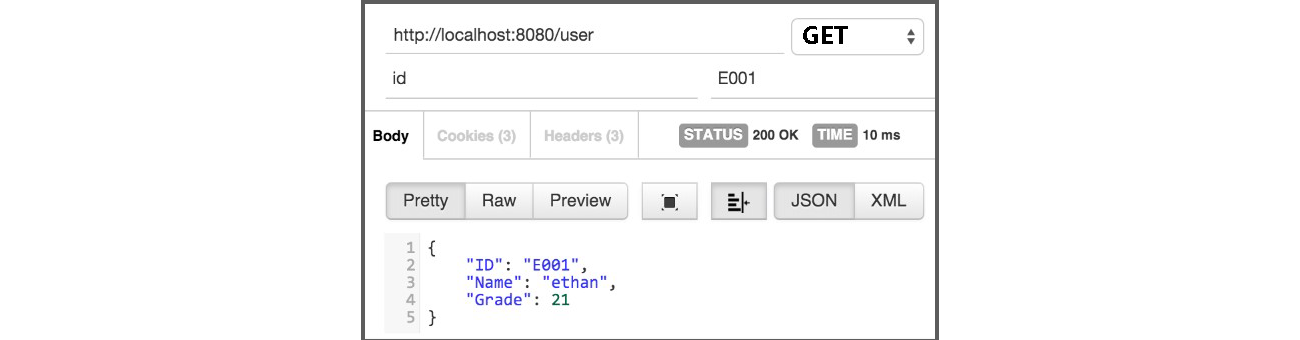 http://localhost:8080/user GET
id E001
Body Cookies (3) Headers (3) STATUS 200 OK TIME 10 ms
Pretty Raw Preview JSON XML
1 {
2 "ID": "E001",
3 "Name": "ethan",
4 "Grade": 21
5 }